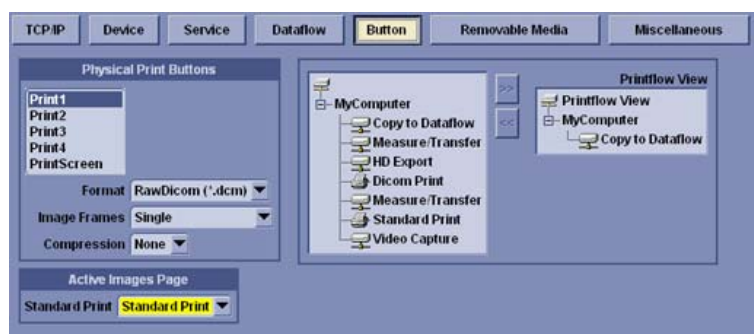 TCP/IP Device Service Dataflow Button Removable Media Miscellaneous
Physical Print Buttons
Print1
Print2
Print3
Print4
PrintScreen
Format RawDicom (*.dcm)
Image Frames Single
Compression None
Active Images Page
Standard Print Standard Print
MyComputer
Copy to Dataflow
Measure/Transfer
HD Export
Dicom Print
Measure/Transfer
Standard Print
Video Capture
>>
<<
Printflow View
Printflow View
MyComputer
Copy to Dataflow